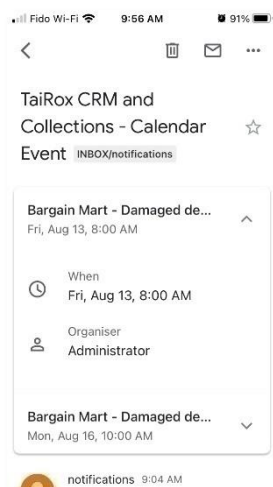 Fido Wi-Fi 9:56 AM 91%
TaiRox CRM and
Collections - Calendar
Event INBOX/notifications
Bargain Mart - Damaged de...
Fri, Aug 13, 8:00 AM
When
Fri, Aug 13, 8:00 AM
Organiser
Administrator
Bargain Mart - Damaged de...
Mon, Aug 16, 10:00 AM
notifications 9:04 AM